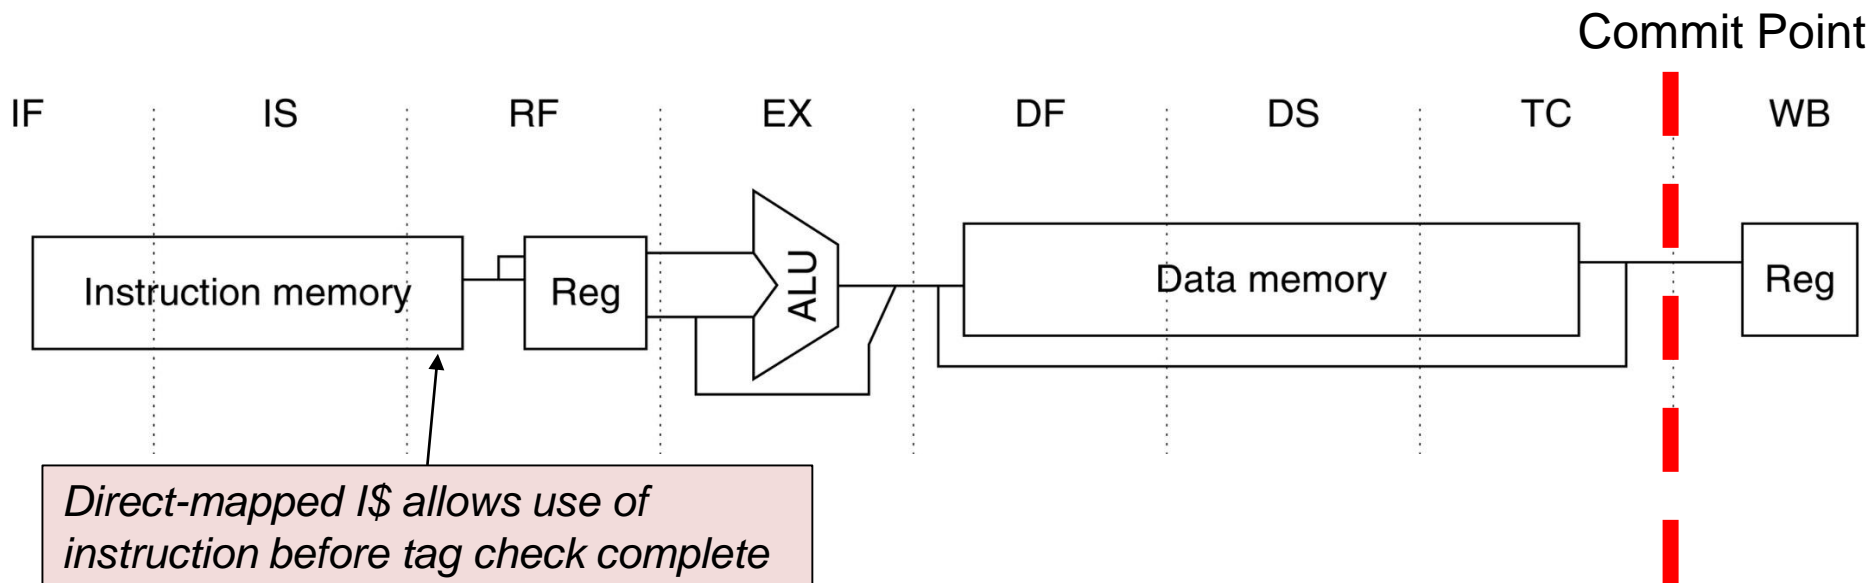 Commit Point
IF IS RF EX DF DS TC WB
Instruction memory Reg ALU Data memory Reg
Direct-mapped I$ allows use of
instruction before tag check complete